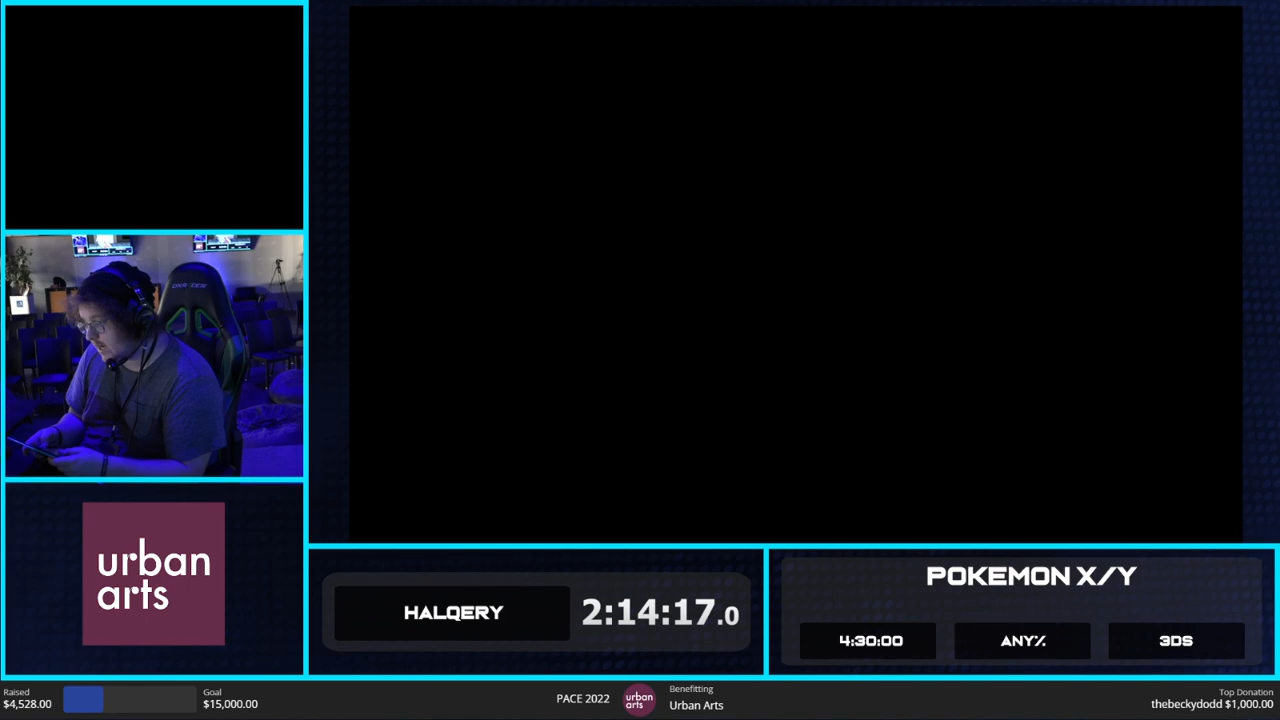 urban
arts
HALQERY
2:14:17.0
POKEMON X/Y
4:30:00
ANY%
3DS
Raised
$4,528.00
Goal
$15,000.00
PACE 2022
urban
arts
Benefitting
Urban Arts
Top Donation
thebeckydodd $1,000.00